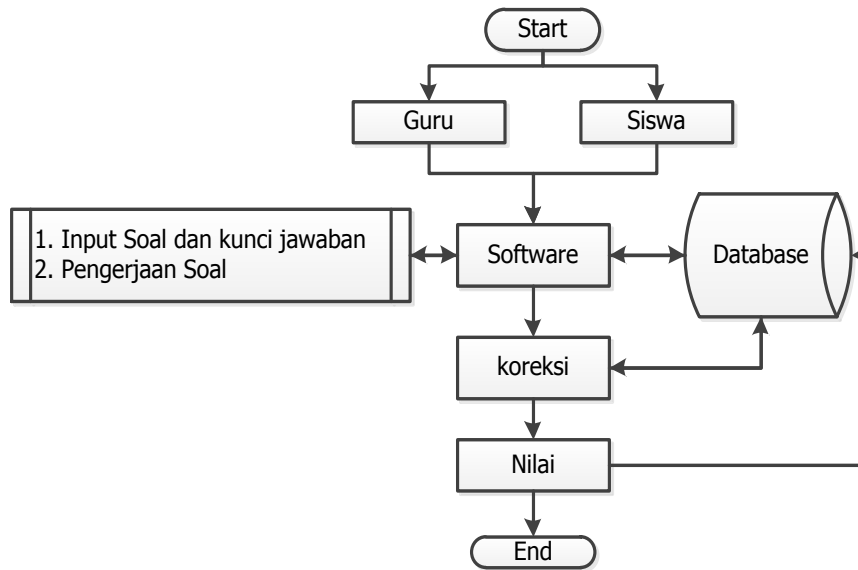 Start
Guru
Siswa
1. Input Soal dan kunci jawaban
2. Pengerjaan Soal
Software
Database
koreksi
Nilai
End